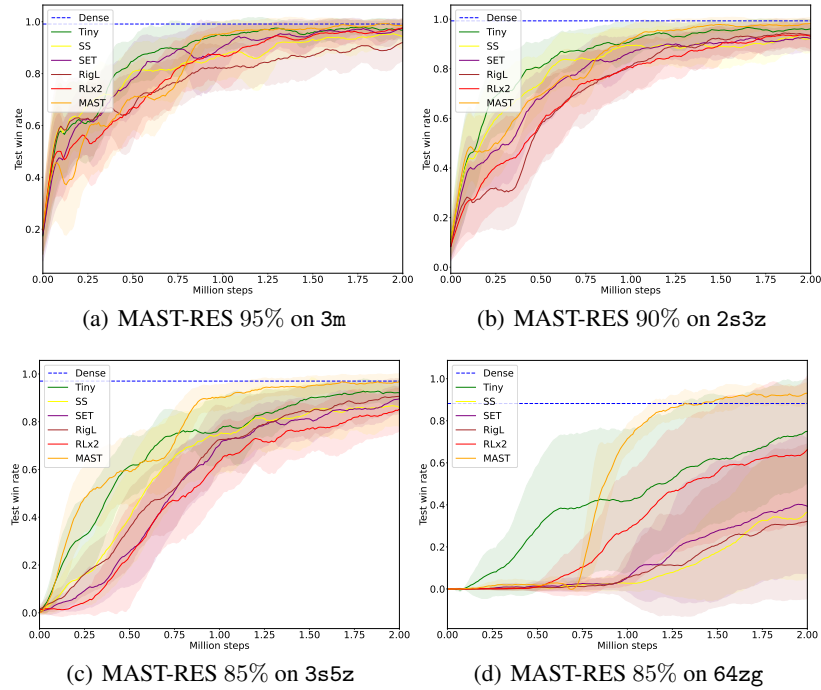 1.0
0.8
0.6
0.4
0.2
Test win rate
Dense
Tiny
SS
SET
RigL
RLx2
MAST
0.00 0.25 0.50 0.75 1.00 1.25 1.50 1.75 2.00
Million steps
(a) MAST-RES 95% on 3m
1.0
0.8
0.6
0.4
0.2
0.0
Test win rate
Dense
Tiny
SS
SET
RigL
RLx2
MAST
0.00 0.25 0.50 0.75 1.00 1.25 1.50 1.75 2.00
Million steps
(b) MAST-RES 90% on 2s3z
1.0
0.8
0.6
0.4
0.2
0.0
Test win rate
Dense
Tiny
SS
SET
RigL
RLx2
MAST
0.00 0.25 0.50 0.75 1.00 1.25 1.50 1.75 2.00
Million steps
(c) MAST-RES 85% on 3s5z
1.0
0.8
0.6
0.4
0.2
0.0
Test win rate
Dense
Tiny
SS
SET
RigL
RLx2
MAST
0.00 0.25 0.50 0.75 1.00 1.25 1.50 1.75 2.00
Million steps
(d) MAST-RES 85% on 64zg